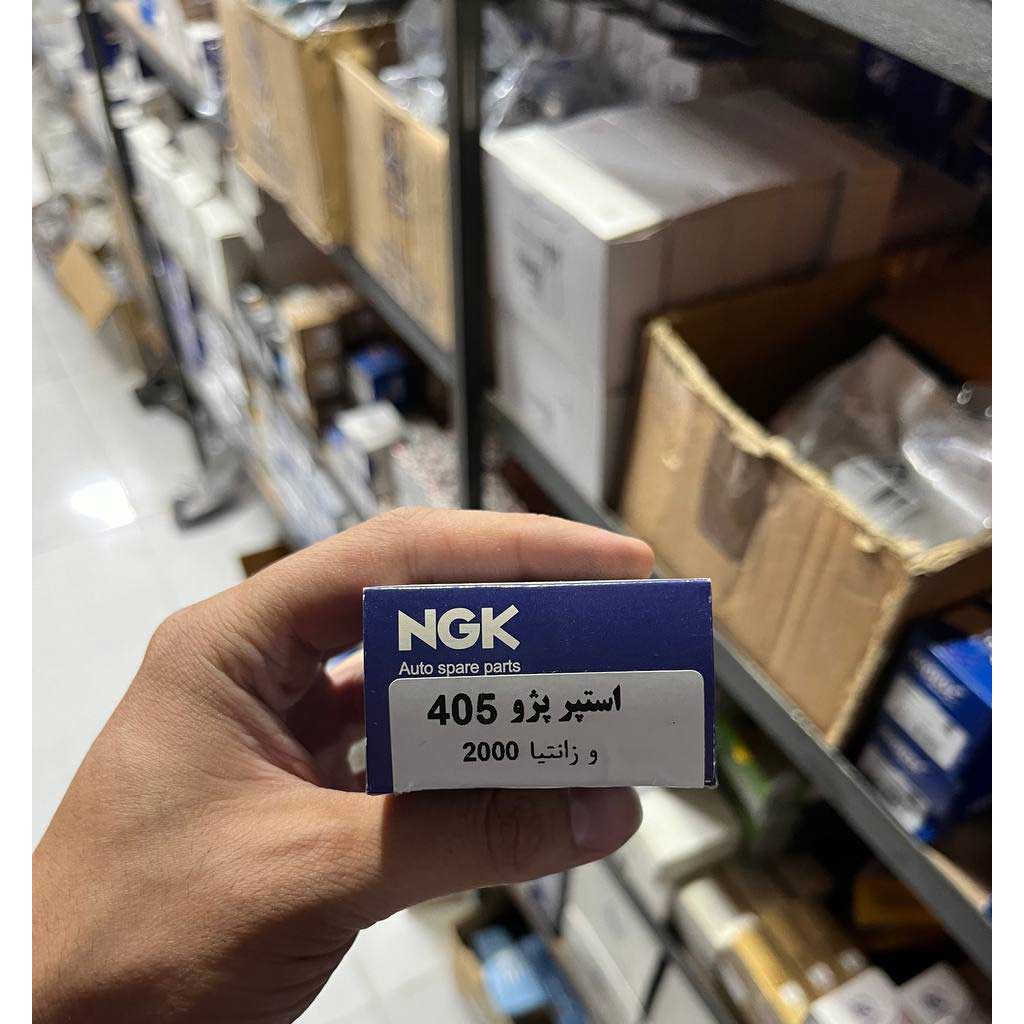 NGK
Auto spare parts
استپر پژو 405
و زانتیا 2000